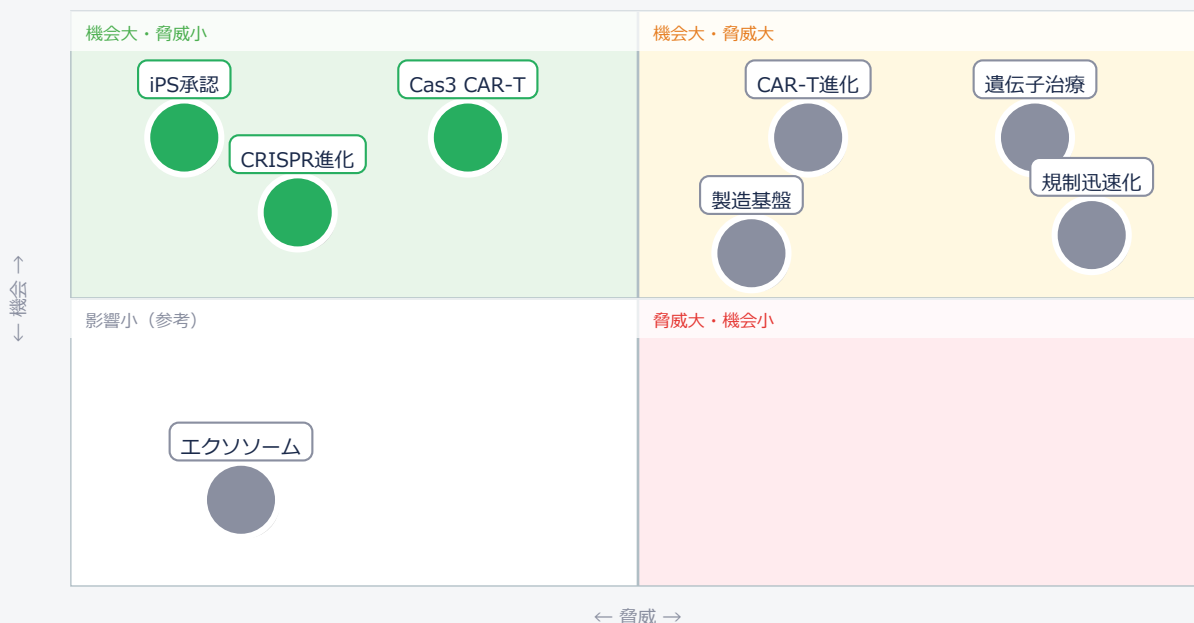 機会大・脅威小
機会大・脅威大
iPS承認
Cas3 CAR-T
CAR-T進化
遺伝子治療
CRISPR進化
規制迅速化
製造基盤
← 機会 →
影響小（参考）
脅威大・機会小
エクソソーム
← 脅威 →